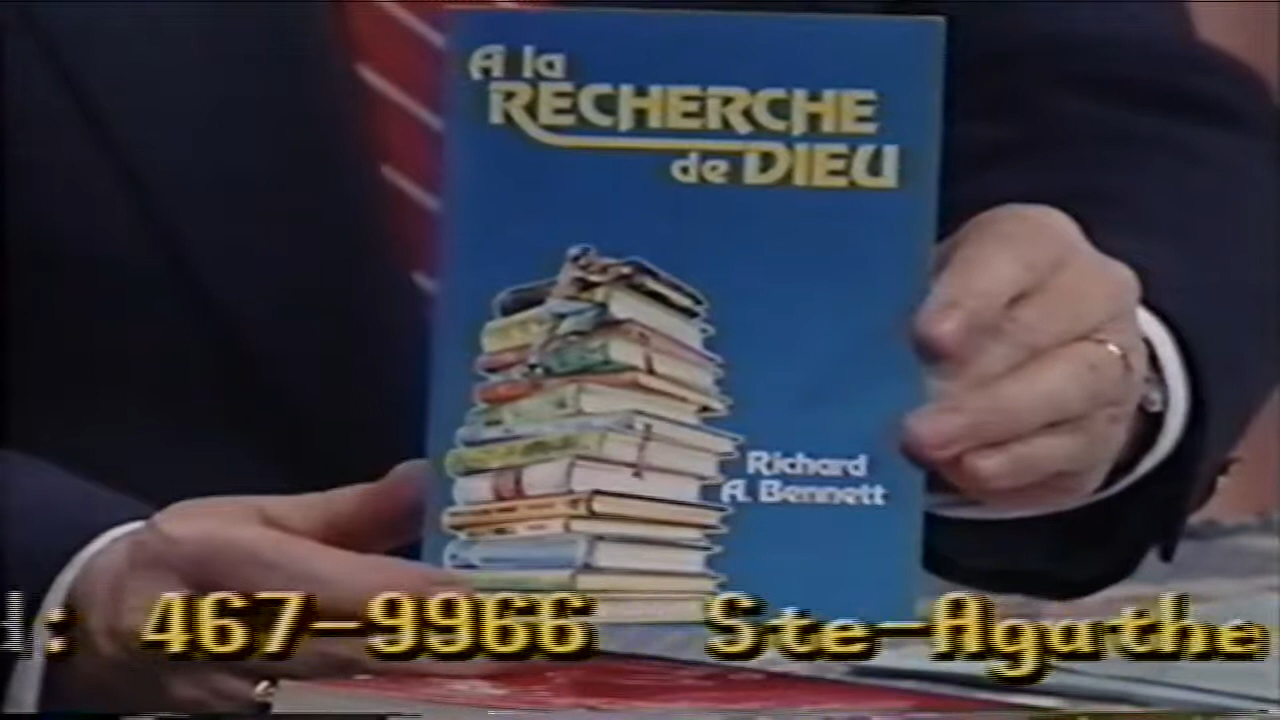 A la
RECHERCHE
de DIEU
Richard
A. Bennett
: 467-9966 Ste-Agathe